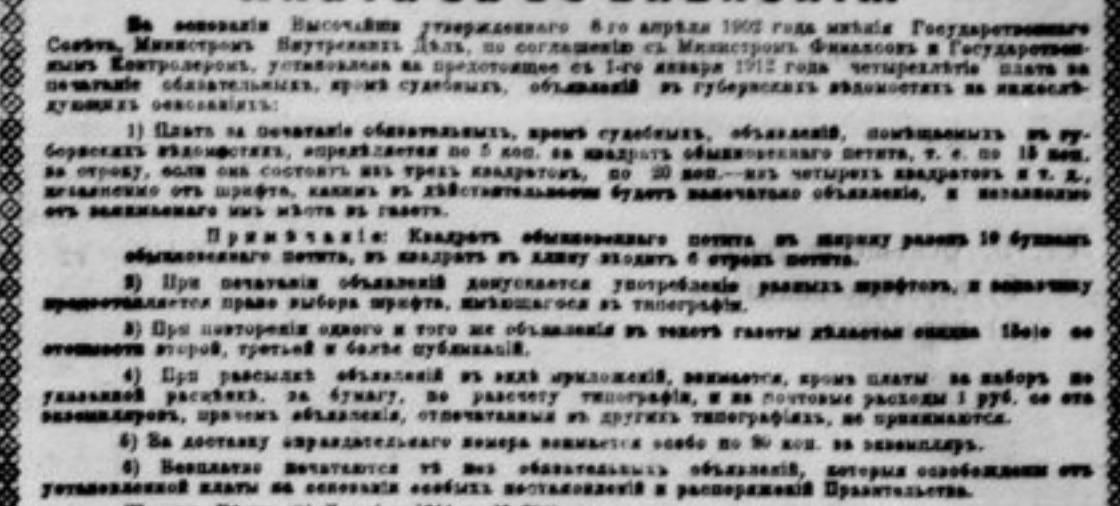 На основаніи Высочайше утвержденнаго 8-го апрѣля 1902 года мнѣнія Государственнаго
Совѣта, Министромъ Внутреннихъ Дѣлъ, по соглашенію съ Министромъ Финансовъ и Государствен-
нымъ Контролеромъ, установлена на предстоящее съ 1-го января 1912 года четырехлѣтіе плата за
печатаніе обязательныхъ, кромѣ судебныхъ, объявленій въ губернскихъ вѣдомостяхъ на нижеслѣ-
дующихъ основаніяхъ:
1) Плата за печатаніе обязательныхъ, кромѣ судебныхъ, объявленій, помѣщаемыхъ въ гу-
бернскихъ вѣдомостяхъ, опредѣляется по 5 коп. за квадратъ обыкновеннаго петита, т. е. по 15 коп.
за строку, если она состоитъ изъ трехъ квадратовъ, по 20 коп.—изъ четырехъ квадратовъ и т. д.,
независимо отъ шрифта, какимъ въ дѣйствительности будетъ напечатано объявленіе, и независимо
отъ занимаемаго имъ мѣста въ газетѣ.
Примѣчаніе: Квадратъ обыкновеннаго петита въ ширину равенъ 10 буквамъ
обыкновеннаго петита, въ квадратъ въ длину входитъ 6 строкъ петита.
2) При печатаніи объявленій допускается употребленіе разныхъ шрифтовъ, и заказчику
предоставляется право выбора шрифта, имѣющагося въ типографіи.
3) При повтореніи одного и того же объявленія въ текстѣ газеты дѣлается скидка 15о|о со
стоимости второй, третьей и болѣе публикацій.
4) При разсылкѣ объявленій въ видѣ приложеній, взимается, кромѣ платы за наборъ по
указанной расцѣнкѣ, за бумагу, по разсчету типографіи, и на почтовые расходы 1 руб. со ста
экземпляровъ, причемъ объявленія, отпечатанныя въ другихъ типографіяхъ, не принимаются.
5) За доставку оправдательнаго номера взимается особо по 20 коп. за экземпляръ.
6) Безплатно печатаются тѣ изъ обязательныхъ объявленій, которыя освобождены отъ
установленной платы на основаніи особыхъ постановленій и распоряженій Правительства.